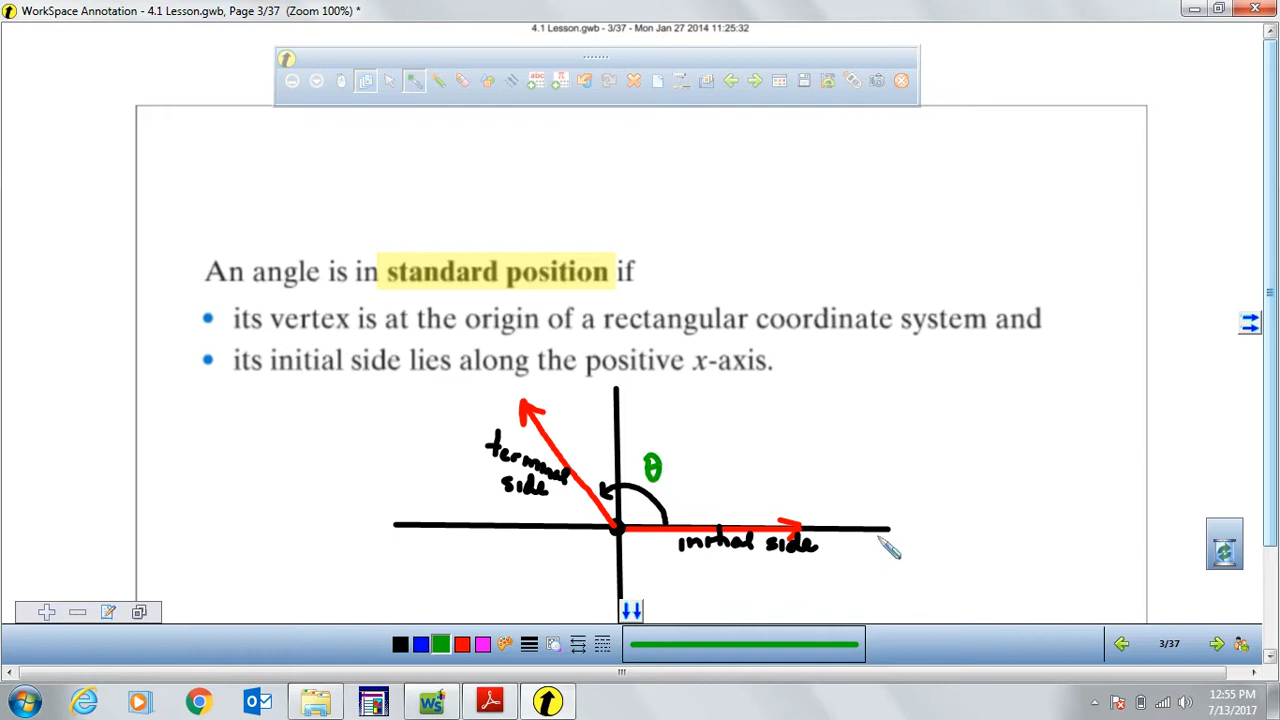 WorkSpace Annotation - 4.1 Lesson.gwb*, Page 3/37 (Zoom 100%) *
4.1 Lesson.gwb - 3/37 - Mon Jan 27 2014 11:25:32
abc
π
An angle is in standard position if
• its vertex is at the origin of a rectangular coordinate system and
• its initial side lies along the positive x-axis.
terminal
side
θ
initial side
3/37
12:55 PM
7/13/2017